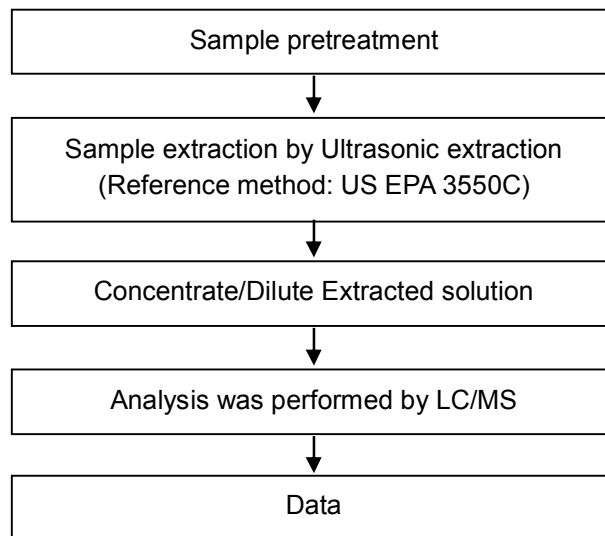 Sample pretreatment
Sample extraction by Ultrasonic extraction
(Reference method: US EPA 3550C)
Concentrate/Dilute Extracted solution
Analysis was performed by LC/MS
Data